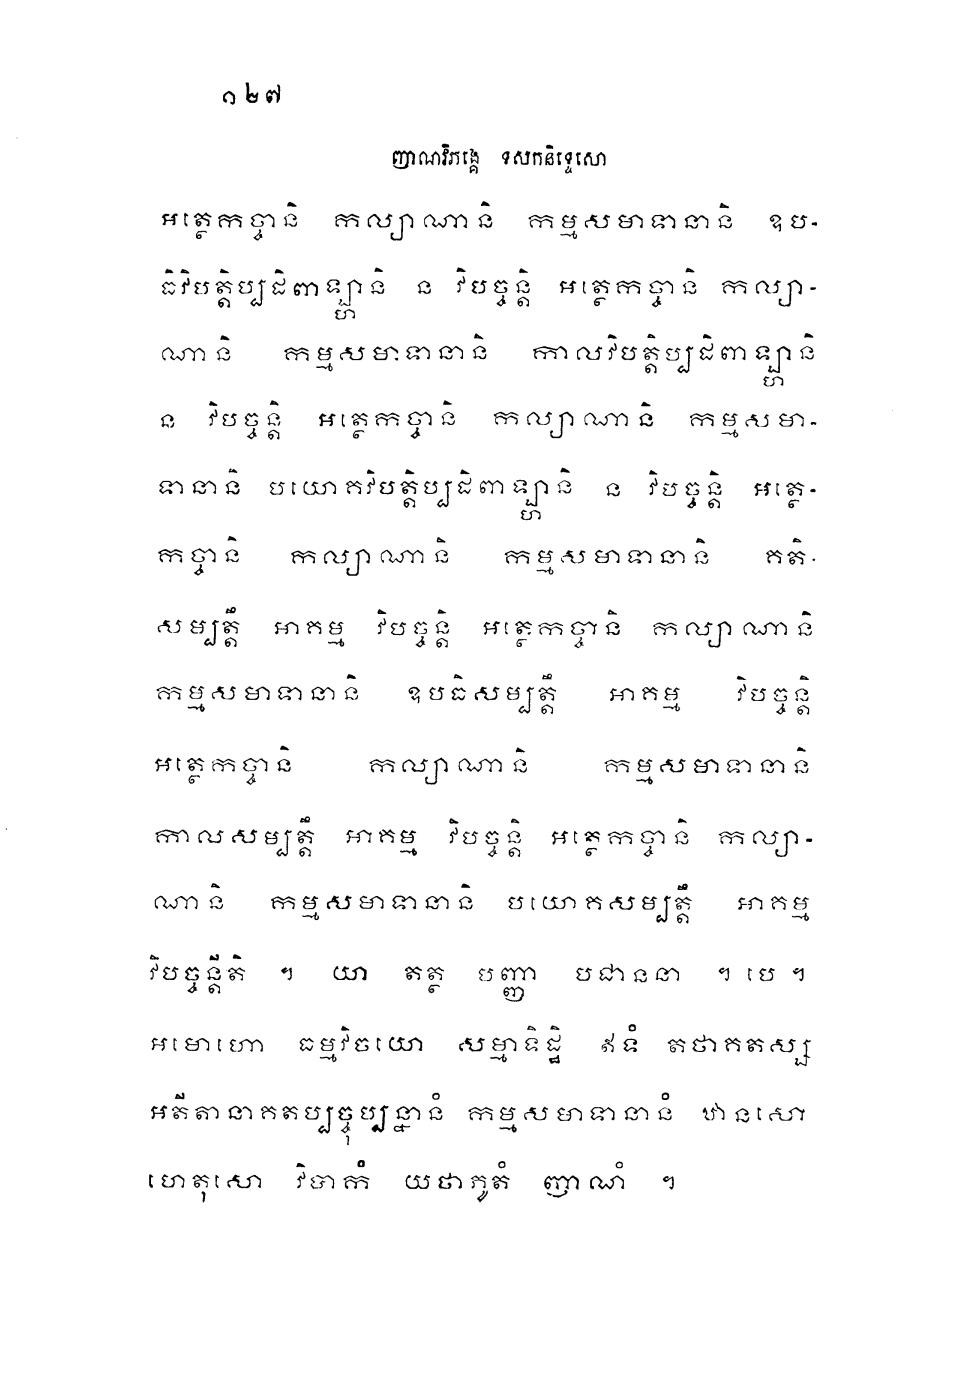 ១២៧
ញាណវិភង្គេ ទសកនិទ្ទេសោ
អត្ថេកច្ចានិ កល្យាណានិ កម្មសមាទានានិ ឧប-
ធិវិបត្តិប្បដិពាឡ្ហានិ ន វិបច្ចន្តិ អត្ថេកច្ចានិ កល្យា-
ណានិ កម្មសមាទានានិ កាលវិបត្តិប្បដិពាឡ្ហានិ
ន វិបច្ចន្តិ អត្ថេកច្ចានិ កល្យាណានិ កម្មសមា-
ទានានិ បយោគវិបត្តិប្បដិពាឡ្ហានិ ន វិបច្ចន្តិ អត្ថេ-
កច្ចានិ កល្យាណានិ កម្មសមាទានានិ គតិ-
សម្បត្តឹ អាគម្ម វិបច្ចន្តិ អត្ថេកច្ចានិ កល្យាណានិ
កម្មសមាទានានិ ឧបធិសម្បត្តឹ អាគម្ម វិបច្ចន្តិ
អត្ថេកច្ចានិ កល្យាណានិ កម្មសមាទានានិ
កាលសម្បត្តឹ អាគម្ម វិបច្ចន្តិ អត្ថេកច្ចានិ កល្យា-
ណានិ កម្មសមាទានានិ បយោគសម្បត្តឹ អាគម្ម
វិបច្ចន្តីតិ ។ យា តត្ថ បញ្ញា បជាននា ។ បេ ។
អមោហោ ធម្មវិចយោ សម្មាទិដ្ឋិ ឥទំ តថាគតស្ស
អតីតានាគតប្បច្ចុប្បន្នានំ កម្មសមាទានានំ ឋានសោ
ហេតុសោ វិបាកំ យថាភូតំ ញាណំ ។